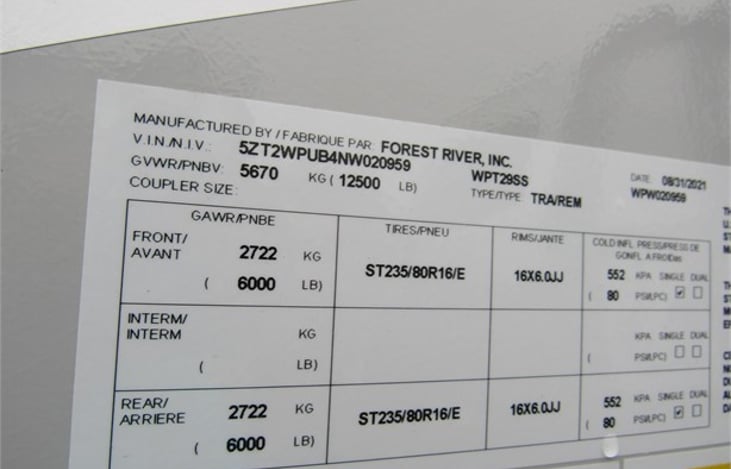 MANUFACTURED BY / FABRIQUE PAR: FOREST RIVER, INC.
V.I.N./N.I.V.: 5ZT2WPUB4NW020959 WPT29SS DATE: 08/31/2021
GVWR/PNBV: 5670 KG ( 12500 LB) TYPE/TYPE: TRA/REM WPW020959
COUPLER SIZE:
GAWR/PNBE TIRES/PNEU RIMS/JANTE COLD INFL. PRESS/PRESS DE
GONFL A FROIDas
FRONT/ 2722 KG ST235/80R16/E 16X6.0JJ 552 KPA SINGLE DUAL
AVANT ( 6000 LB) ( 80 PSI/LPC)
INTERM/ KG KPA SINGLE DUAL
INTERM ( LB) ( PSI/LPC)
REAR/ 2722 KG ST235/80R16/E 16X6.0JJ 552 KPA SINGLE DUAL
ARRIERE ( 6000 LB) ( 80 PSI/LPC)